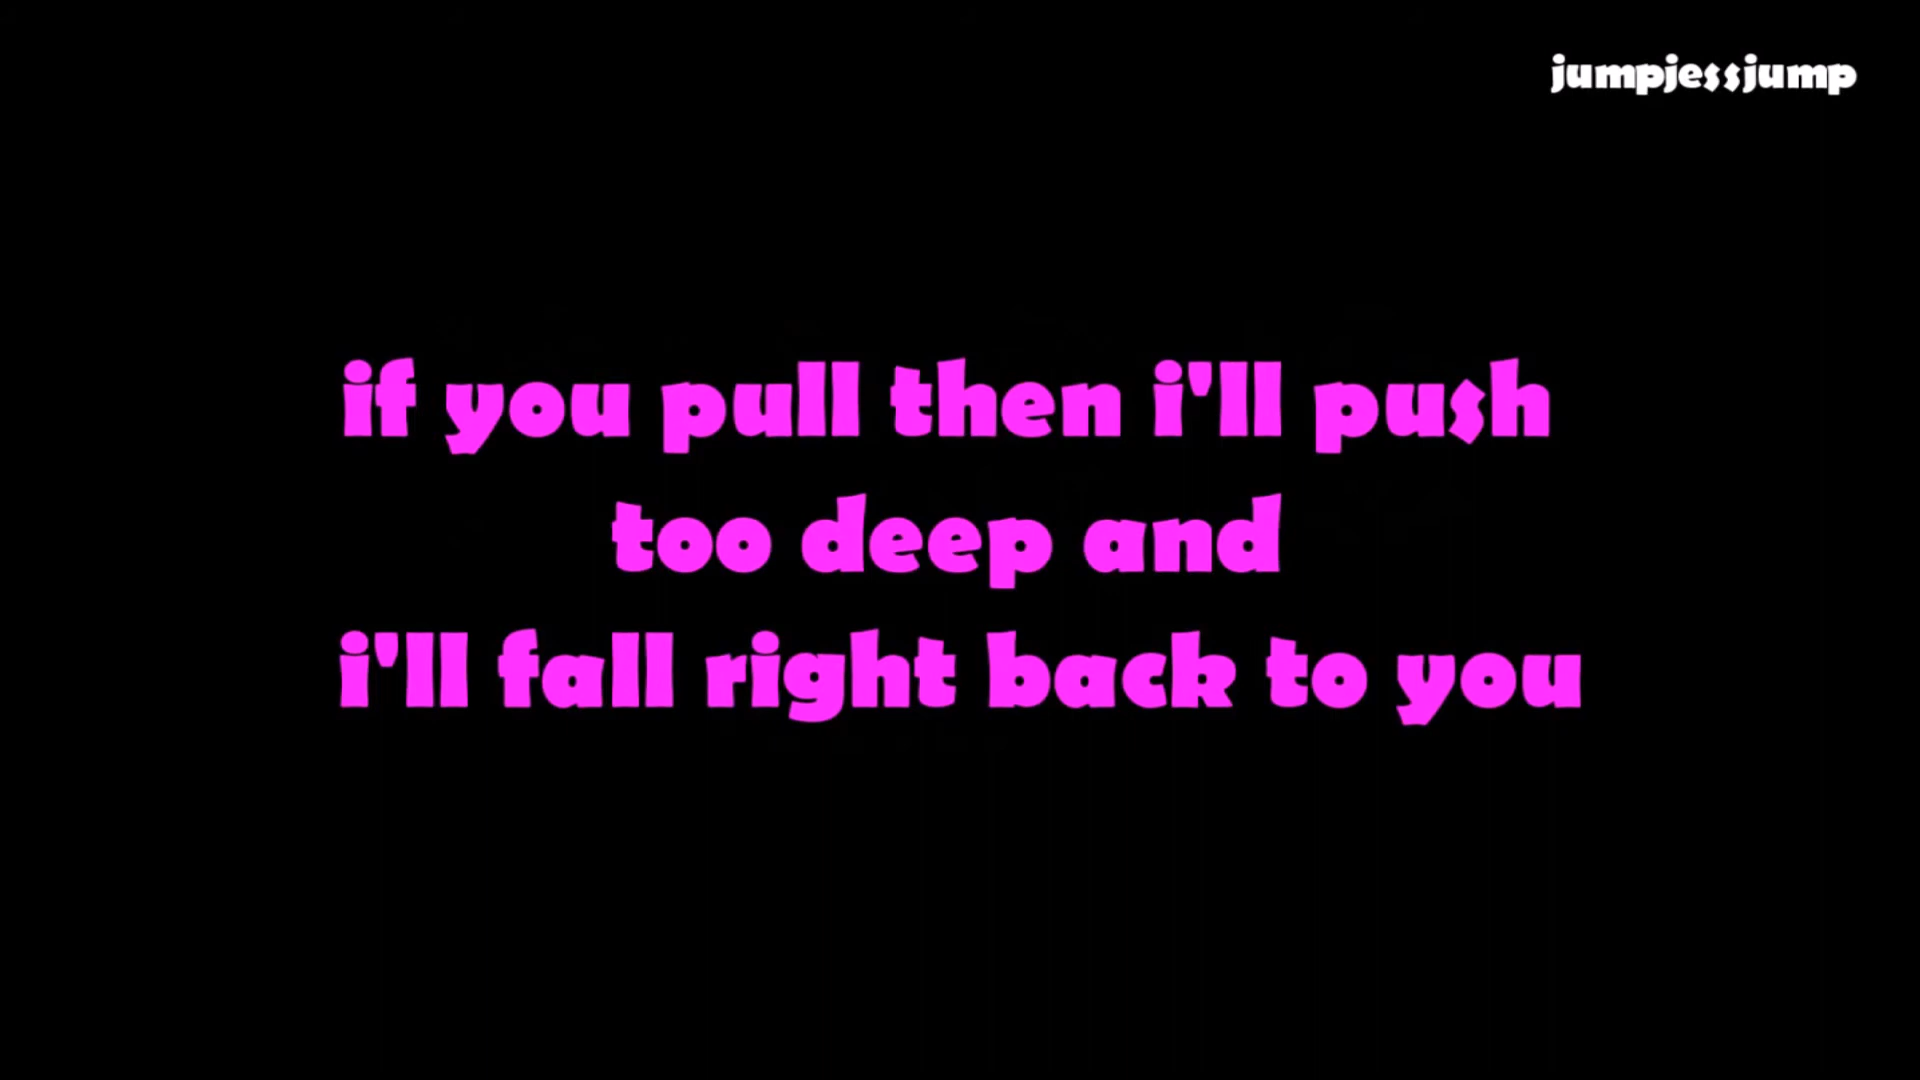 jumpjessjump
if you pull then i'll push
too deep and
i'll fall right back to you